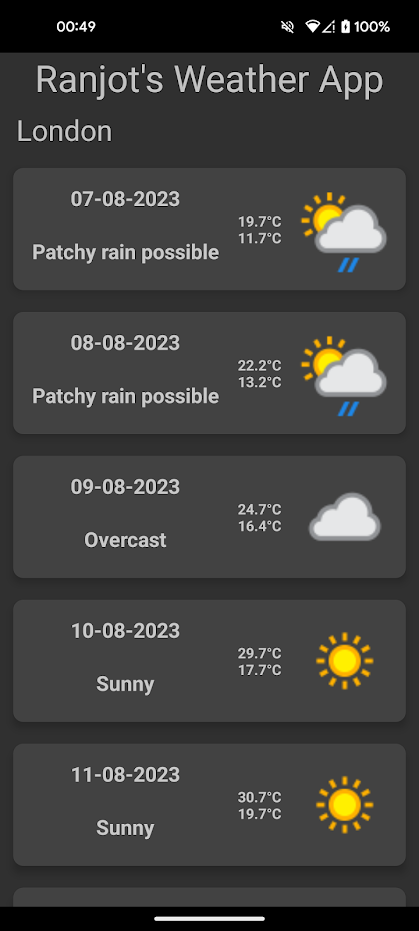 00:49 100%
Ranjot's Weather App
London
07-08-2023
19.7°C
11.7°C
Patchy rain possible
08-08-2023
22.2°C
13.2°C
Patchy rain possible
09-08-2023
24.7°C
16.4°C
Overcast
10-08-2023
29.7°C
17.7°C
Sunny
11-08-2023
30.7°C
19.7°C
Sunny